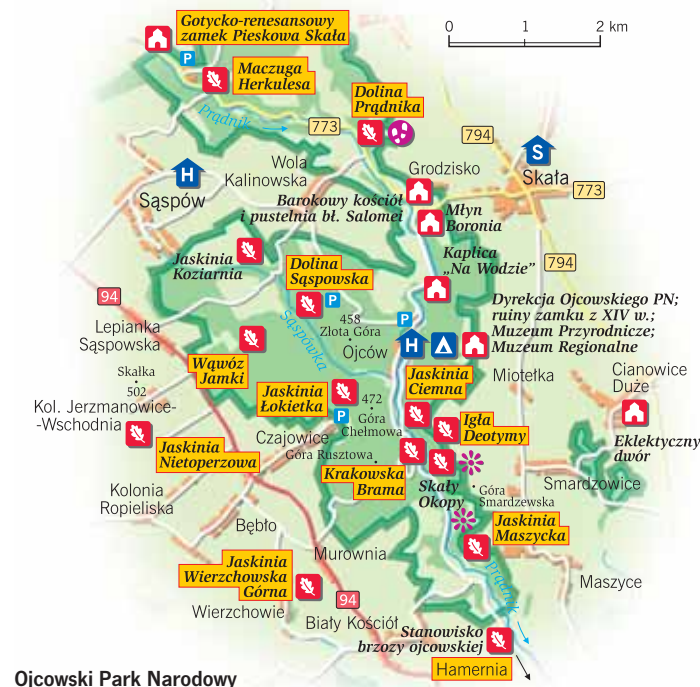 Gotycko-renesansowy
zamek Pieskowa Skała
0 1 2 km
P
Maczuga
Herkulesa
Dolina
Prądnika
Prądnik
773
794
S
Wola
Kalinowska
H
Sąspów
Grodzisko
Skała
773
Barokowy kościół
i pustelnia bł. Salomei
Młyn
Boronia
Jaskinia
Koziarnia
Kaplica
„Na Wodzie”
794
Dolina
Sąspowska
94
P
Dyrekcja Ojcowskiego PN;
ruiny zamku z XIV w.;
Muzeum Przyrodnicze;
Muzeum Regionalne
Lepianka
Sąspowska
Sąspówka
458
Złota Góra
P
Ojców
H
Wąwóz
Jamki
Skałka
502
Jaskinia
Ciemna
Miotełka
Cianowice
Duże
Jaskinia
Łokietka
472
Góra
Chełmowa
P
Kol. Jerzmanowice-
-Wschodnia
Igła
Deotymy
Eklektyczny
dwór
Jaskinia
Nietoperzowa
Czajowice
Góra Rusztowa
Krakowska
Brama
Skały
Okopy
Góra
Smardzewska
Smardzowice
Kolonia
Ropieliska
Bębło
Jaskinia
Maszycka
Murownia
Jaskinia
Wierzchowska
Górna
Prądnik
Maszyce
94
Wierzchowie
Biały Kościół
Stanowisko
brzozy ojcowskiej
Hamernia
Ojcowski Park Narodowy